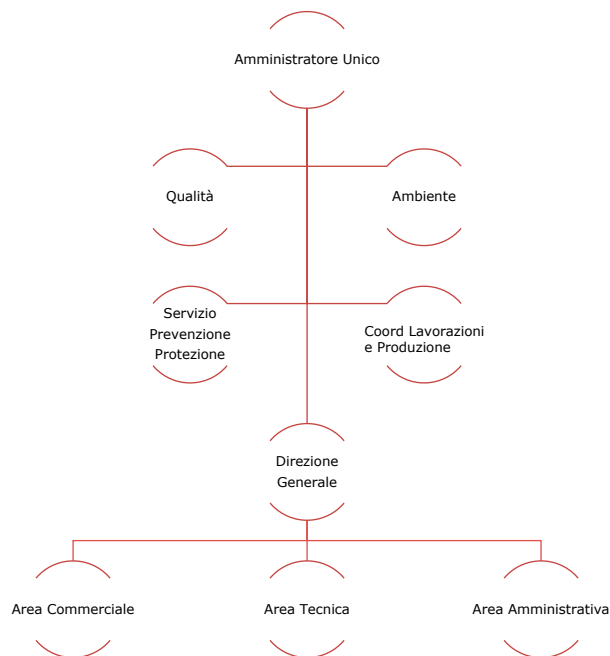 Amministratore Unico
Qualità
Ambiente
Servizio
Prevenzione
Protezione
Coord Lavorazioni
e Produzione
Direzione
Generale
Area Commerciale
Area Tecnica
Area Amministrativa